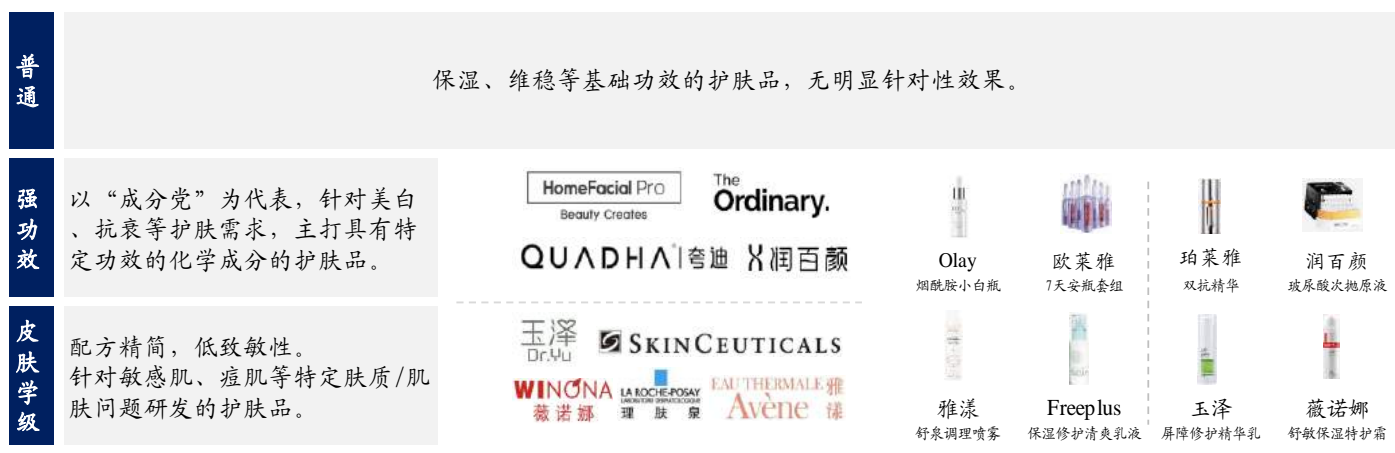 普通
保湿、维稳等基础功效的护肤品，无明显针对性效果。
强功效
以“成分党”为代表，针对美白
、抗衰等护肤需求，主打具有特
定功效的化学成分的护肤品。
HomeFacial Pro
Beauty Creates
The
Ordinary.
QUADHA 夸迪
润百颜
Olay
烟酰胺小白瓶
欧莱雅
7天安瓶套组
珀莱雅
双抗精华
润百颜
玻尿酸次抛原液
皮肤学级
配方精简，低致敏性。
针对敏感肌、痘肌等特定肤质/肌
肤问题研发的护肤品。
玉泽
Dr.Yu
SKINCEUTICALS
WINONA
薇诺娜
LA ROCHE-POSAY
LABORATOIRE DERMATOLOGIQUE
理肤泉
EAU THERMALE
Avène
雅漾
雅漾
舒泉调理喷雾
Freeplus
保湿修护清爽乳液
玉泽
屏障修护精华乳
薇诺娜
舒敏保湿特护霜